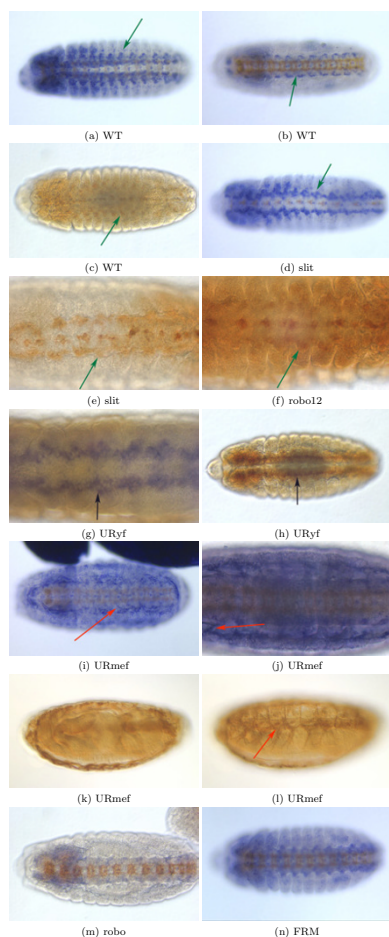 (a) WT
(b) WT
(c) WT
(d) slit
(e) slit
(f) robo12
(g) URyf
(h) URyf
(i) URmef
(j) URmef
(k) URmef
(l) URmef
(m) robo
(n) FRM